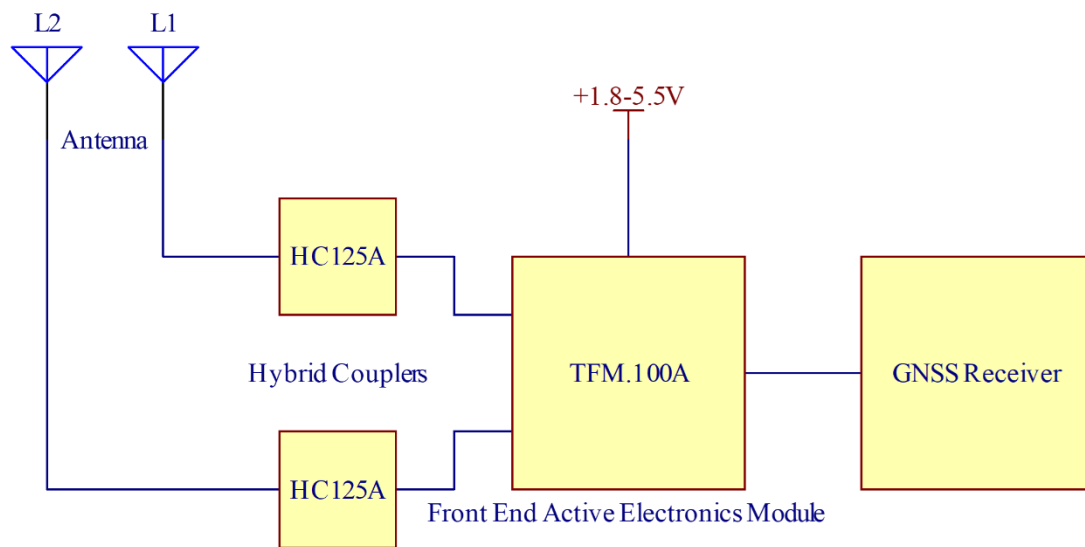 L2
L1
+1.8-5.5V
Antenna
HC125A
Hybrid Couplers
TFM.100A
GNSS Receiver
HC125A
Front End Active Electronics Module